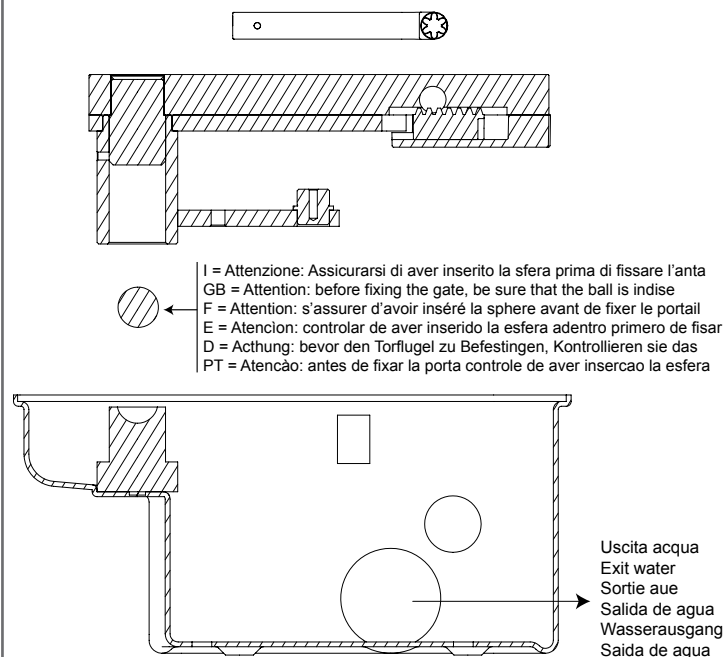 I = Attenzione: Assicurarsi di aver inserito la sfera prima di fissare l'anta
GB = Attention: before fixing the gate, be sure that the ball is indise
F = Attention: s'assurer d'avoir inséré la sphere avant de fixer le portail
E = Atencìon: controlar de aver inserido la esfera adentro primero de fisar
D = Acthung: bevor den Torflugel zu Befestingen, Kontrollieren sie das
PT = Atencào: antes de fixar la porta controle de aver insercao la esfera
Uscita acqua
Exit water
Sortie aue
Salida de agua
Wasserausgang
Saida de agua